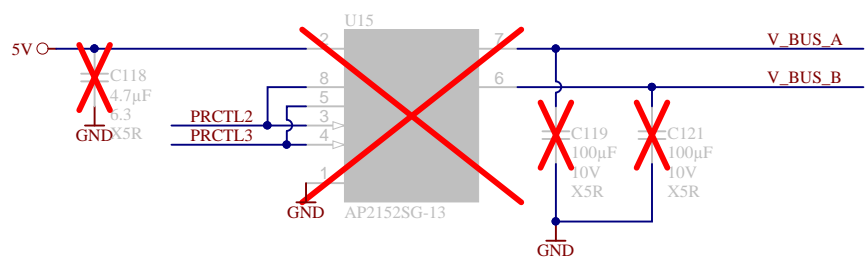 U15
5V
2
7
V_BUS_A
C118
4.7µF
6.3
X5R
GND
8
6
V_BUS_B
5
PRCTL2
3
PRCTL3
4
1
GND
AP2152SG-13
C119
100µF
10V
X5R
C121
100µF
10V
X5R
GND